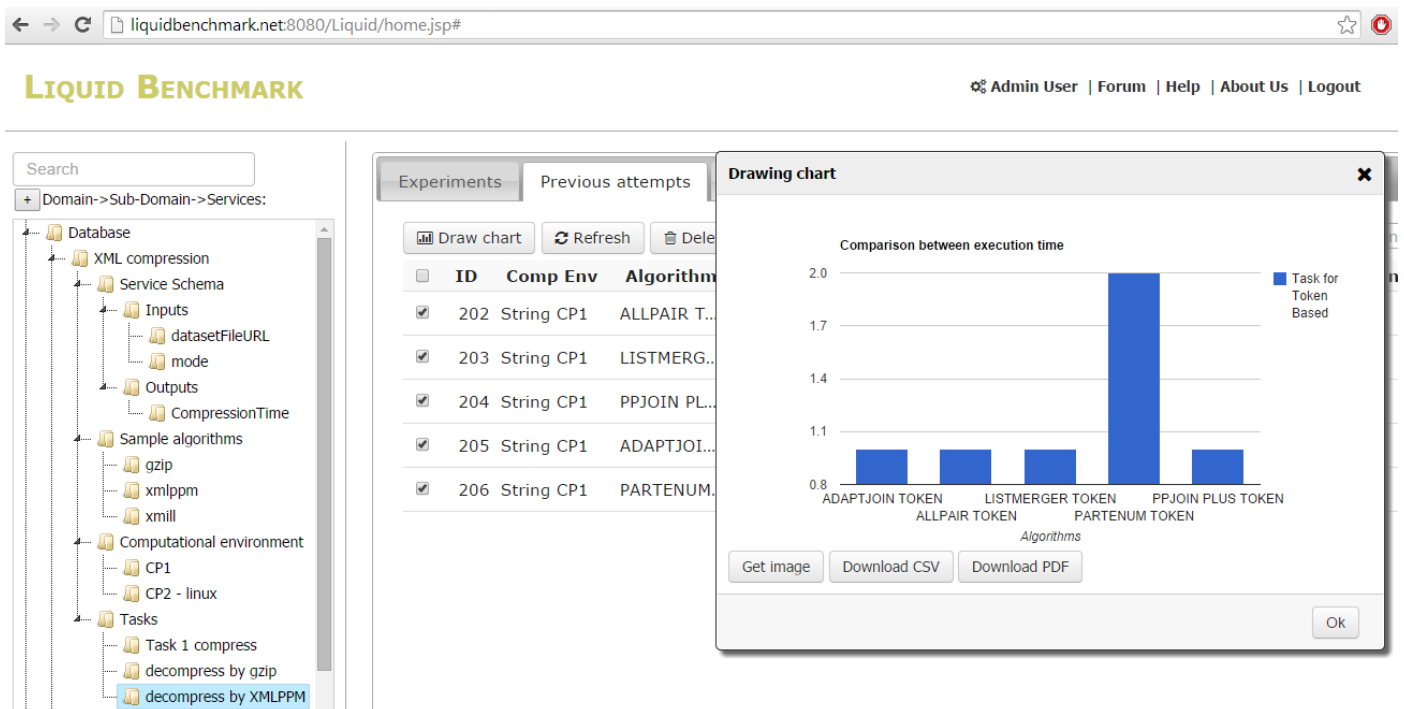 liquidbenchmark.net:8080/Liquid/home.jsp#
LIQUID BENCHMARK
Admin User | Forum | Help | About Us | Logout
Search
+ Domain->Sub-Domain->Services:
Database
XML compression
Service Schema
Inputs
datasetFileURL
mode
Outputs
CompressionTime
Sample algorithms
gzip
xmlppm
xmill
Computational environment
CP1
CP2 - linux
Tasks
Task 1 compress
decompress by gzip
decompress by XMLPPM
Experiments Previous attempts
Draw chart Refresh Dele
ID Comp Env Algorithm
202 String CP1 ALLPAIR T...
203 String CP1 LISTMERG..
204 String CP1 PPJOIN PL...
205 String CP1 ADAPTJOI...
206 String CP1 PARTENUM.
Drawing chart
Comparison between execution time
2.0
1.7
1.4
1.1
0.8
Task for
Token
Based
ADAPTJOIN TOKEN LISTMERGER TOKEN PPJOIN PLUS TOKEN
ALLPAIR TOKEN PARTENUM TOKEN
Algorithms
Get image Download CSV Download PDF
Ok